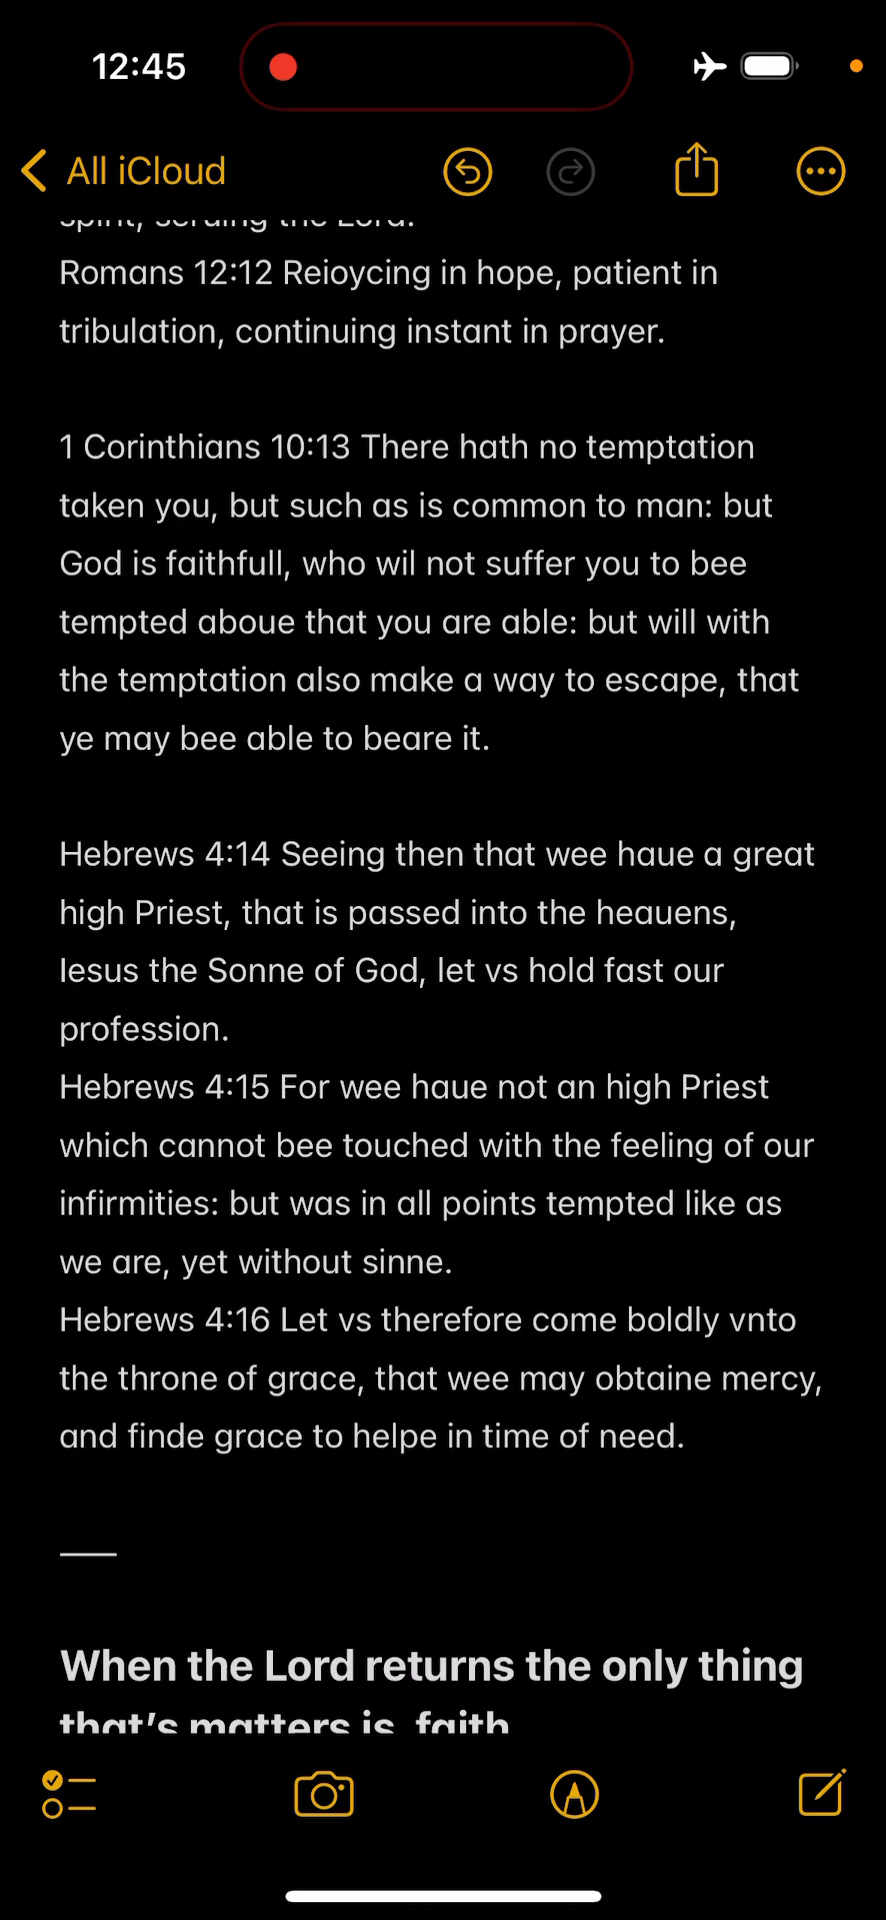 12:45
All iCloud
spirit, seruing the Lord.
Romans 12:12 Reioycing in hope, patient in
tribulation, continuing instant in prayer.
1 Corinthians 10:13 There hath no temptation
taken you, but such as is common to man: but
God is faithfull, who wil not suffer you to bee
tempted aboue that you are able: but will with
the temptation also make a way to escape, that
ye may bee able to beare it.
Hebrews 4:14 Seeing then that wee haue a great
high Priest, that is passed into the heauens,
Iesus the Sonne of God, let vs hold fast our
profession.
Hebrews 4:15 For wee haue not an high Priest
which cannot bee touched with the feeling of our
infirmities: but was in all points tempted like as
we are, yet without sinne.
Hebrews 4:16 Let vs therefore come boldly vnto
the throne of grace, that wee may obtaine mercy,
and finde grace to helpe in time of need.
When the Lord returns the only thing
that's matters is, faith